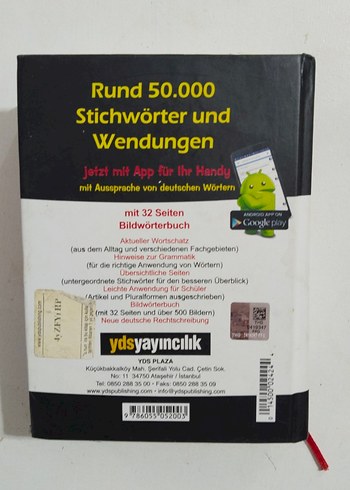 Rund 50.000
Stichwörter und
Wendungen
jetzt mit App für Ihr Handy
mit Aussprache von deutschen Wörtern
ANDROID APP ON
Google play
mit 32 Seiten
Bildwörterbuch
Aktueller Wortschatz
(aus dem Alltag und verschiedenen Fachgebieten)
Hinweise zur Grammatik
(für die richtige Anwendung von Wörtern)
Übersichtliche Seiten
(untergeordnete Stichwörter für den besseren Überblick)
Leichte Anwendung für Schüler
(Artikel und Pluralformen ausgeschrieben)
Bildwörterbuch
(mit 32 Seiten und über 500 Bildern)
Neue deutsche Rechtschreibung
ydsyayıncılık
YDS PLAZA
Küçükbakkalköy Mah. Şerifali Yolu Cad. Çetin Sok.
No: 11 34750 Ataşehir / İstanbul
Tel: 0850 288 35 00 - Faks: 0850 288 35 09
www.ydspublishing.com - info@ydspublishing.com
9 786055 052003